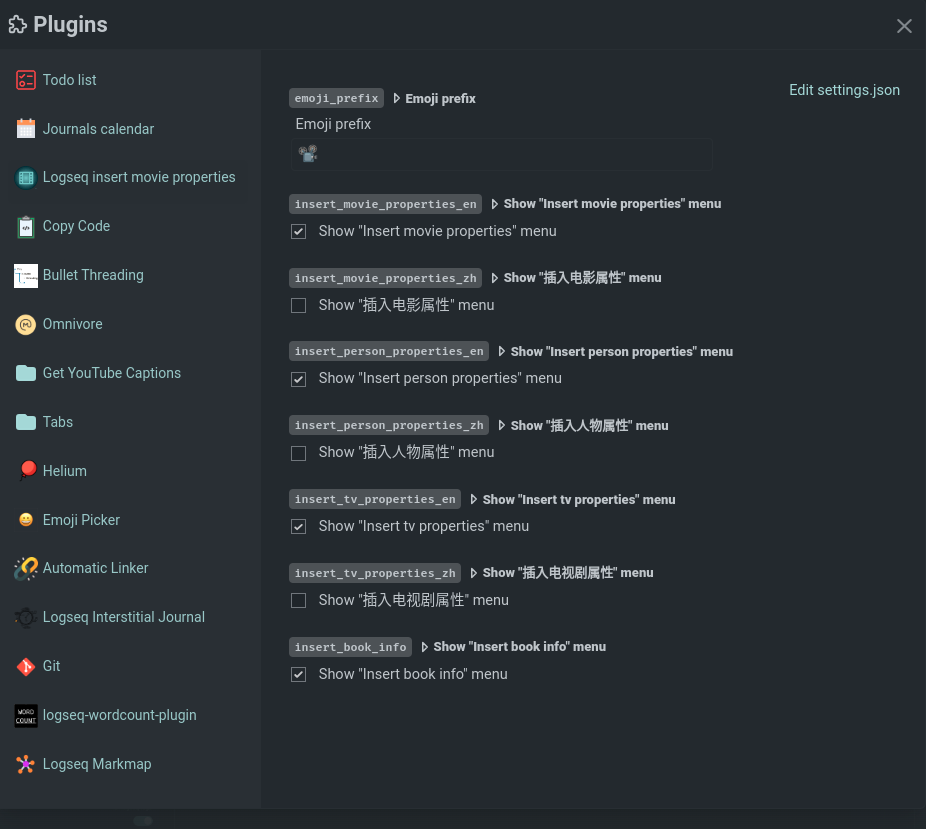 Plugins
Todo list
Journals calendar
Logseq insert movie properties
Copy Code
Bullet Threading
Omnivore
Get YouTube Captions
Tabs
Helium
Emoji Picker
Automatic Linker
Logseq Interstitial Journal
Git
WORD
COUNT
logseq-wordcount-plugin
Logseq Markmap
Edit settings.json
emoji_prefix Emoji prefix
Emoji prefix
🎥
insert_movie_properties_en Show "Insert movie properties" menu
Show "Insert movie properties" menu
insert_movie_properties_zh Show "插入电影属性" menu
Show "插入电影属性" menu
insert_person_properties_en Show "Insert person properties" menu
Show "Insert person properties" menu
insert_person_properties_zh Show "插入人物属性" menu
Show "插入人物属性" menu
insert_tv_properties_en Show "Insert tv properties" menu
Show "Insert tv properties" menu
insert_tv_properties_zh Show "插入电视剧属性" menu
Show "插入电视剧属性" menu
insert_book_info Show "Insert book info" menu
Show "Insert book info" menu